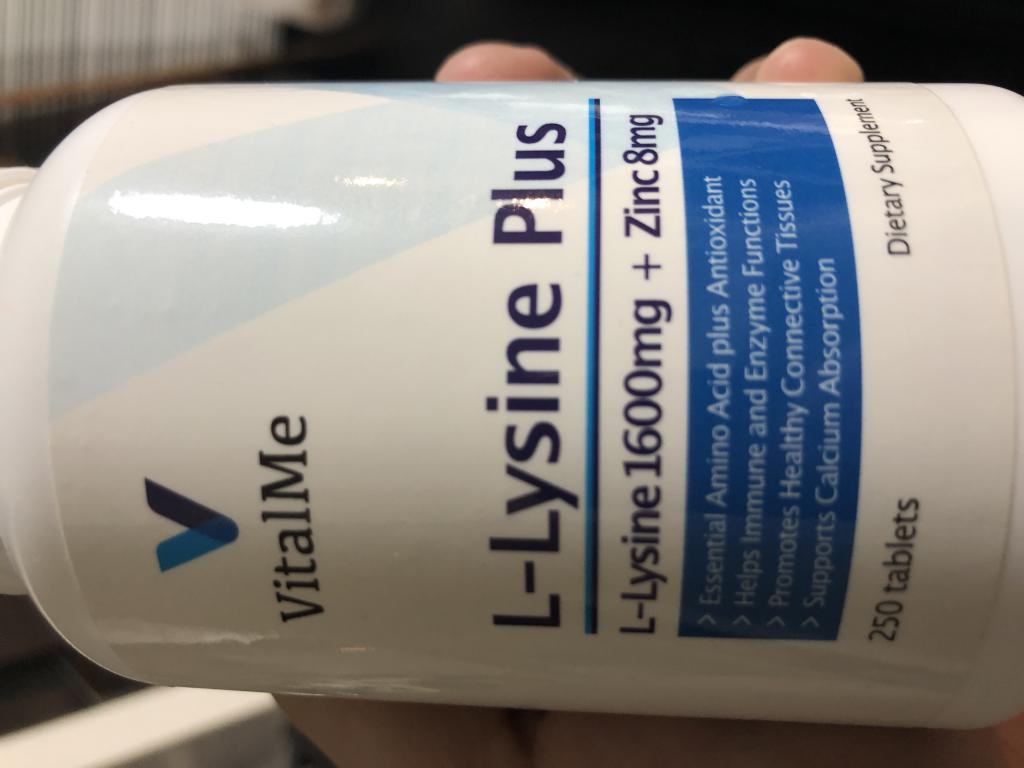 VitalMe
L-Lysine Plus
L-Lysine 1600mg + Zinc 8mg
> Essential Amino Acid plus Antioxidant
> Helps Immune and Enzyme Functions
> Promotes Healthy Connective Tissues
> Supports Calcium Absorption
250 tablets Dietary Supplement